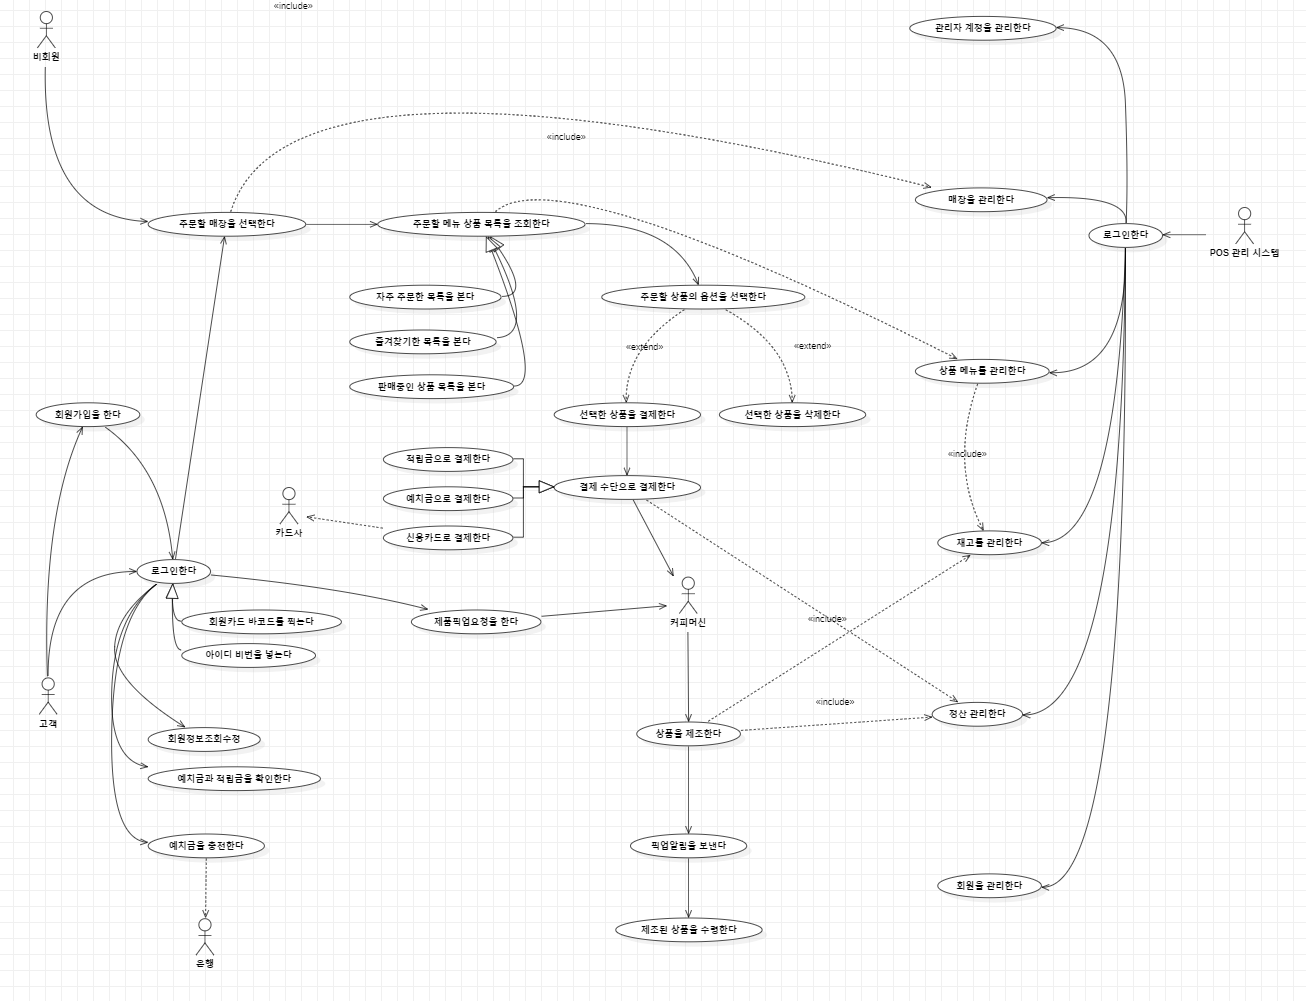 «include»
관리자 계정을 관리한다
비회원
«include»
매장을 관리한다
주문할 매장을 선택한다
주문할 메뉴 상품 목록을 조회한다
로그인한다
POS 관리 시스템
자주 주문한 목록을 본다
주문할 상품의 옵션을 선택한다
즐겨찾기한 목록을 본다
«extend»
«extend»
상품 메뉴를 관리한다
판매중인 상품 목록을 본다
회원가입을 한다
선택한 상품을 결제한다
선택한 상품을 삭제한다
적립금으로 결제한다
«include»
결제 수단으로 결제한다
예치금으로 결제한다
카드사
신용카드로 결제한다
재고를 관리한다
로그인한다
회원카드 바코드를 찍는다
제품픽업요청을 한다
커피머신
«include»
아이디 비번을 넣는다
고객
«include»
정산 관리한다
상품을 제조한다
회원정보조회수정
예치금과 적립금을 확인한다
예치금을 충전한다
픽업알림을 보낸다
회원을 관리한다
제조된 상품을 수령한다
은행